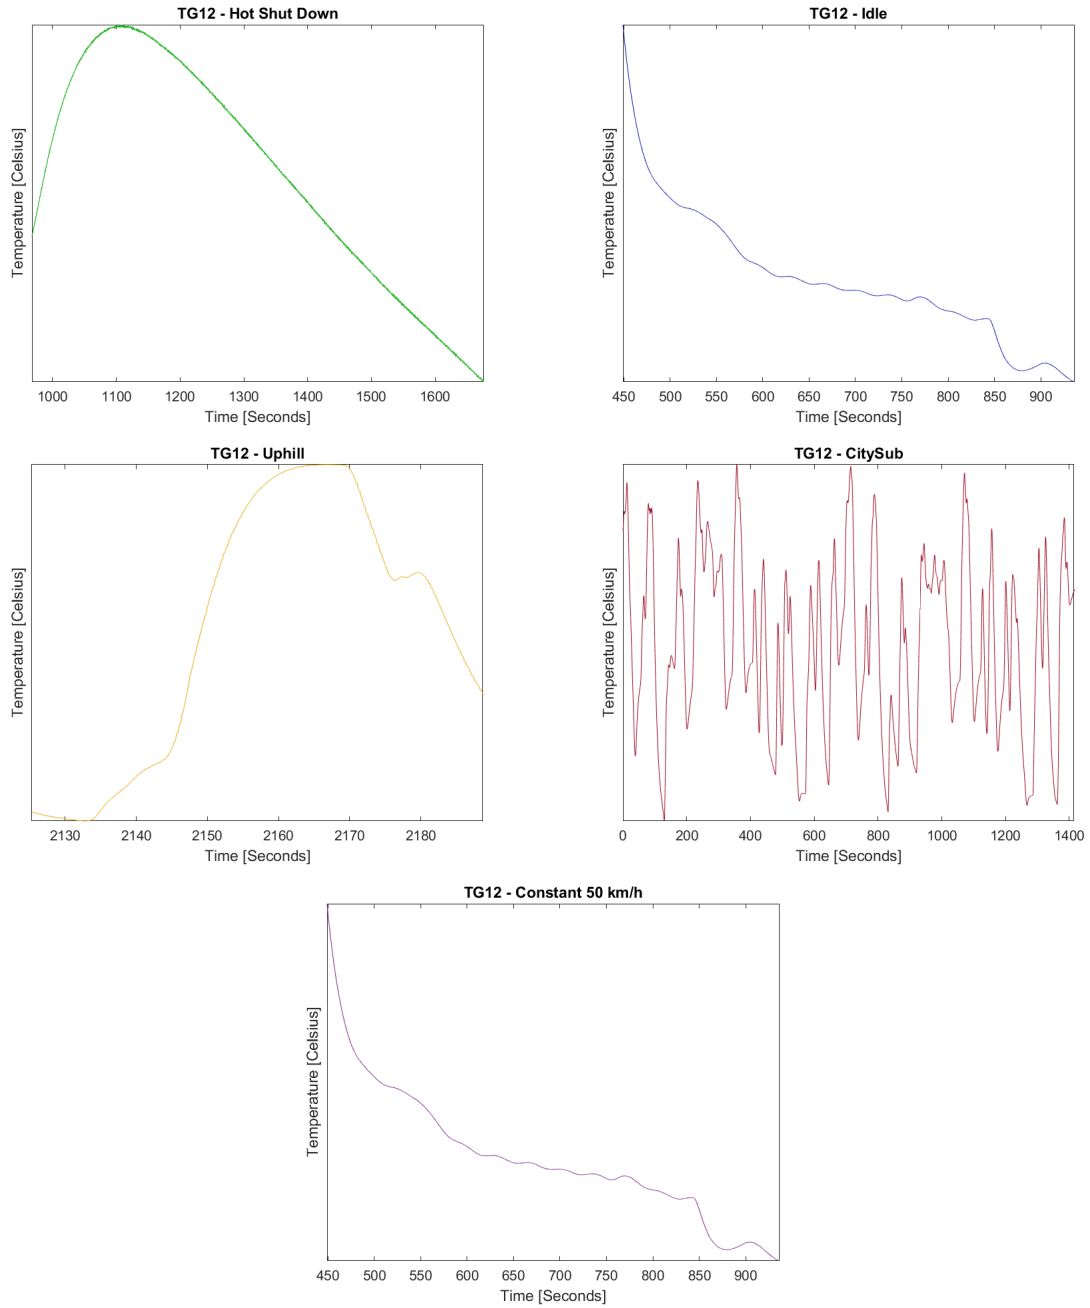 TG12 - Hot Shut Down
Temperature [Celsius]
1000 1100 1200 1300 1400 1500 1600
Time [Seconds]
TG12 - Idle
Temperature [Celsius]
450 500 550 600 650 700 750 800 850 900
Time [Seconds]
TG12 - Uphill
Temperature [Celsius]
2130 2140 2150 2160 2170 2180
Time [Seconds]
TG12 - CitySub
Temperature [Celsius]
0 200 400 600 800 1000 1200 1400
Time [Seconds]
TG12 - Constant 50 km/h
Temperature [Celsius]
450 500 550 600 650 700 750 800 850 900
Time [Seconds]